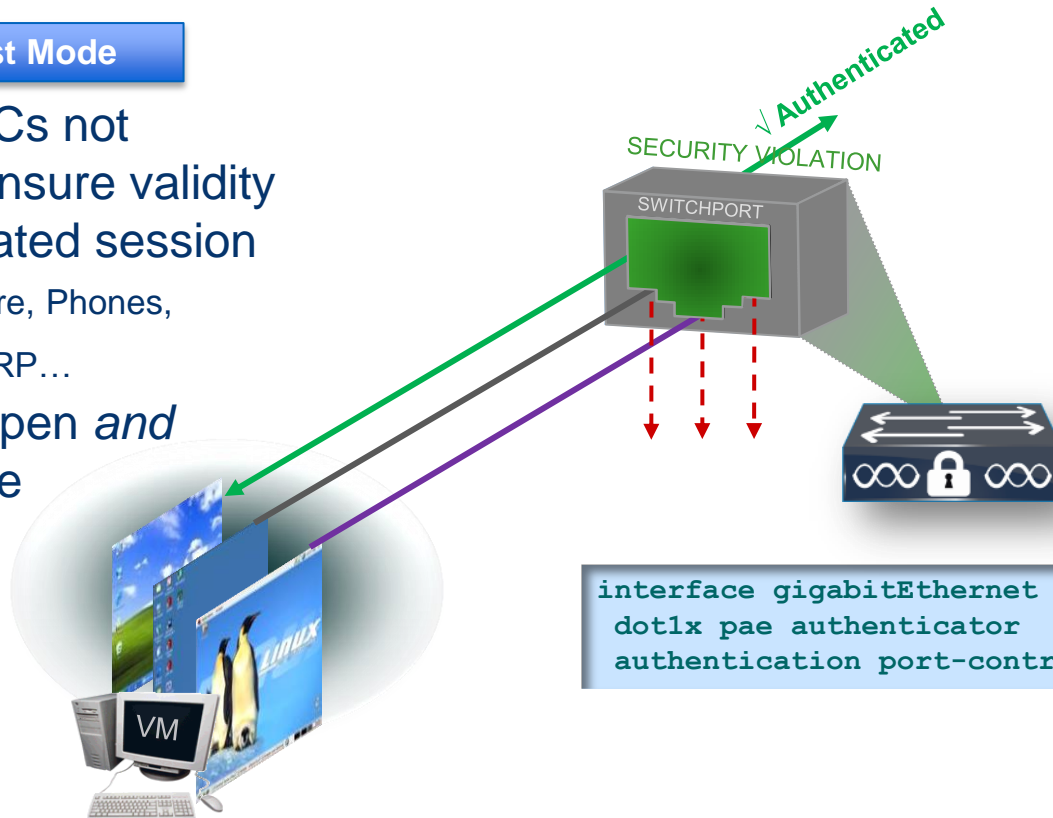 st Mode
Cs not
nsure validity
ated session
re, Phones,
RP…
pen and
e
√ Authenticated
SECURITY VIOLATION
SWITCHPORT
LINUX
VM
interface gigabitEthernet
dot1x pae authenticator
authentication port-contr